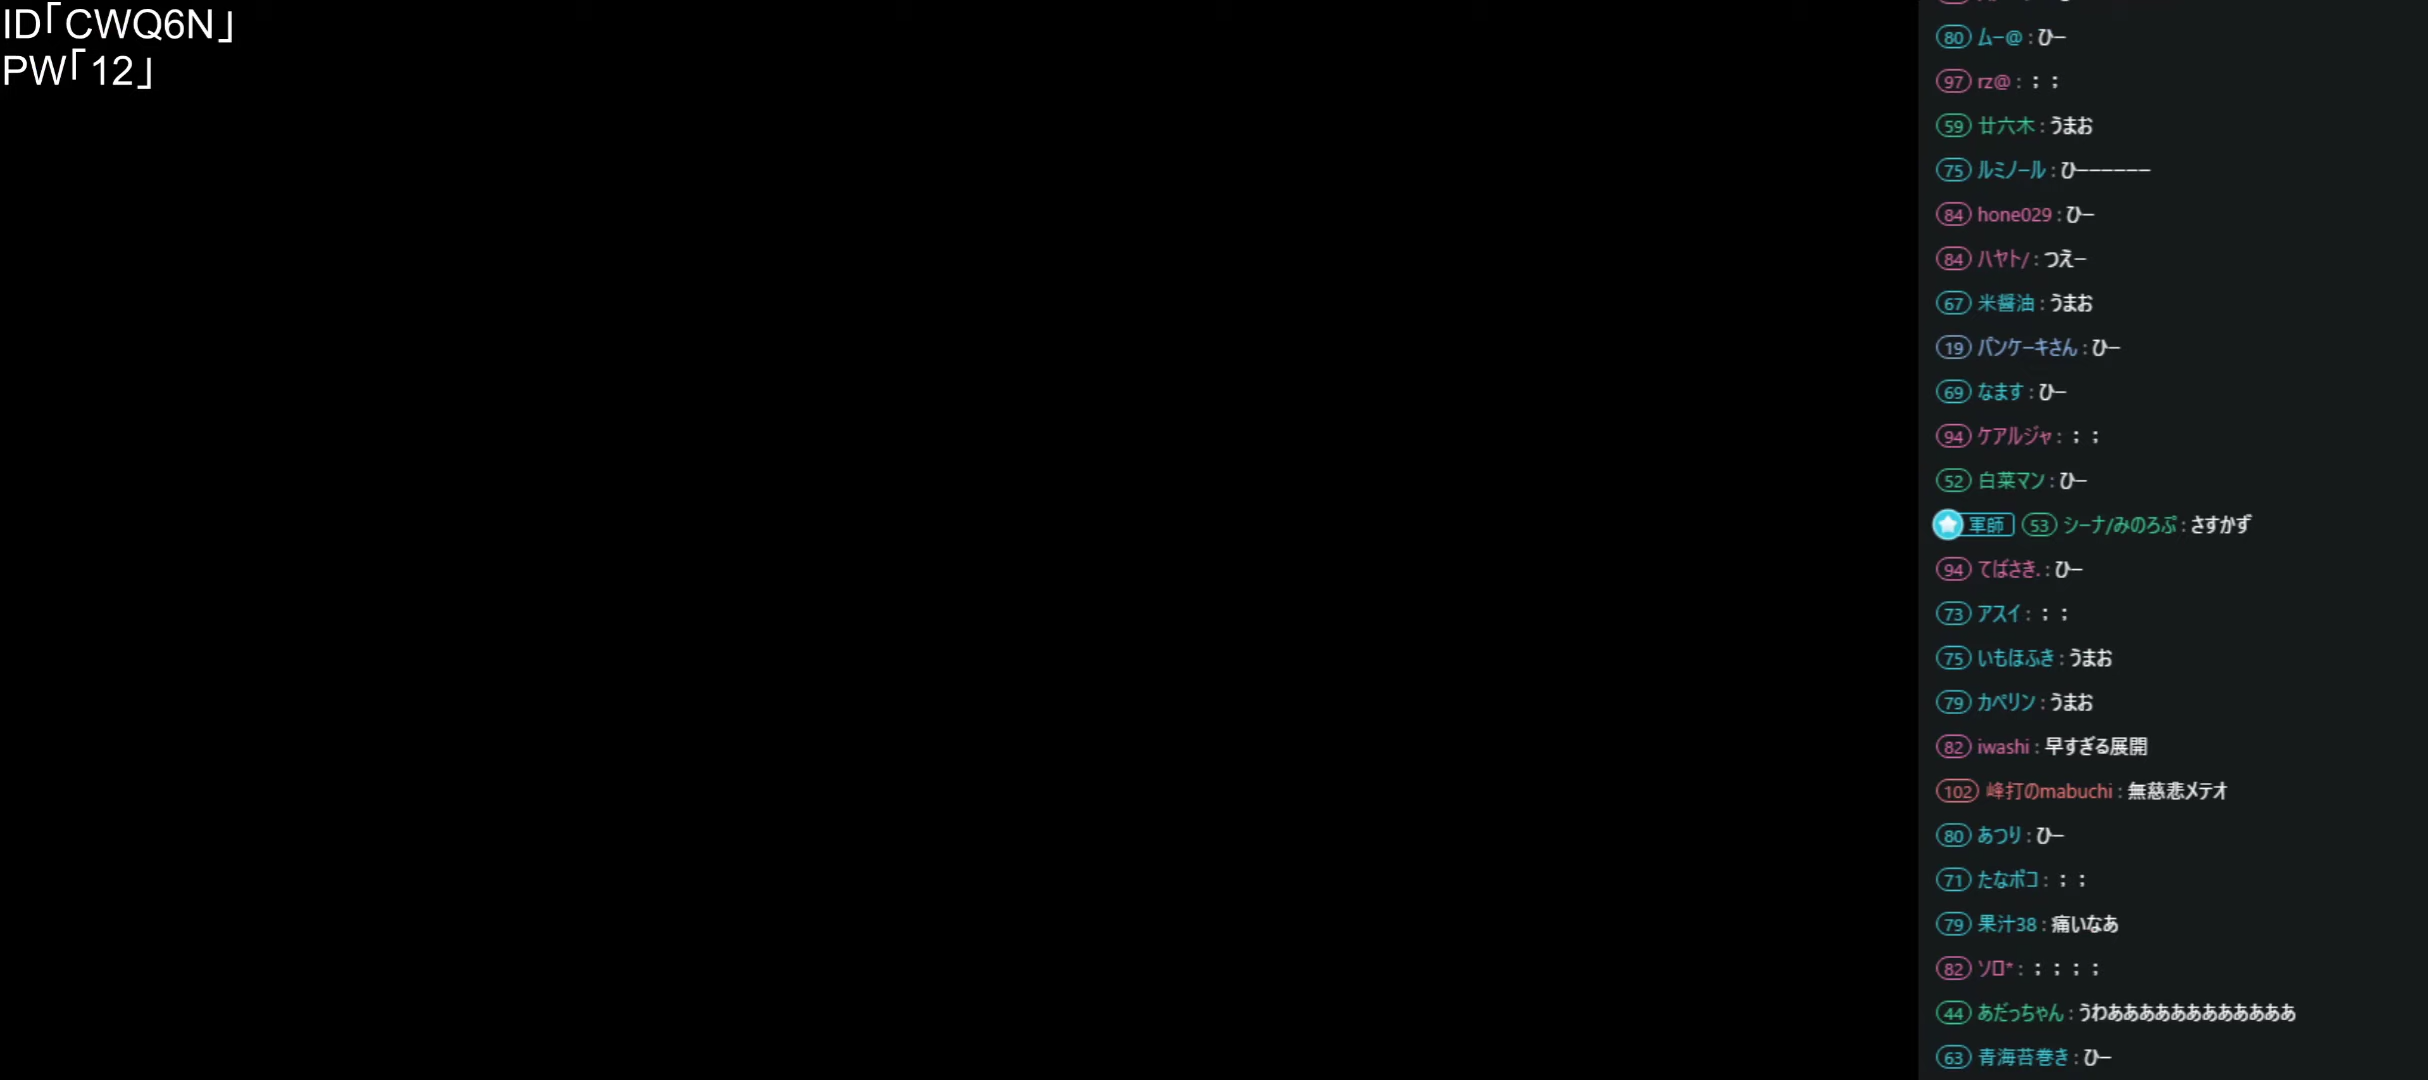 ID「CWQ6N」
PW「12」
80 ムー@ : ひー
97 rz@ : ；；
59 廿六木 : うまお
75 ルミノール : ひーーーーーー
84 hone029 : ひー
84 ハヤト/ : つえー
67 米醤油 : うまお
19 パンケーキさん : ひー
69 なます : ひー
94 ケアルジャ : ；；
52 白菜マン : ひー
軍師 53 シーナ/みのろぷ : さすかず
94 てばさき. : ひー
73 アスイ : ；；
75 いもほふき : うまお
79 カペリン : うまお
82 iwashi : 早すぎる展開
102 峰打のmabuchi : 無慈悲メテオ
80 あつり : ひー
71 たなポコ : ；；
79 果汁38 : 痛いなあ
82 ソロ* : ；；；；
44 あだっちゃん : うわああああああああああああ
63 青海苔巻き : ひー